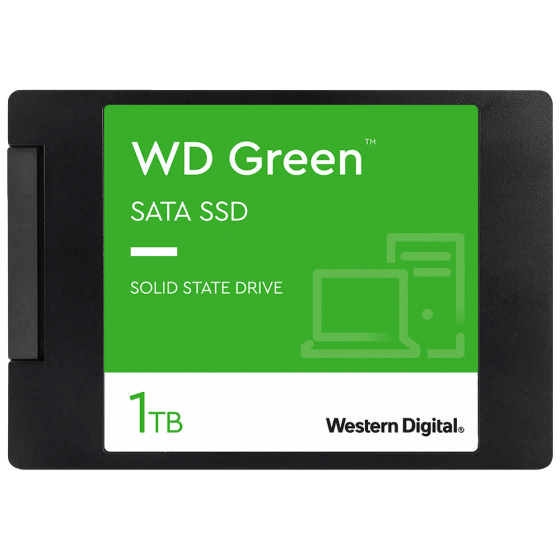 WD Green™
SATA SSD
SOLID STATE DRIVE
1TB
Western Digital®